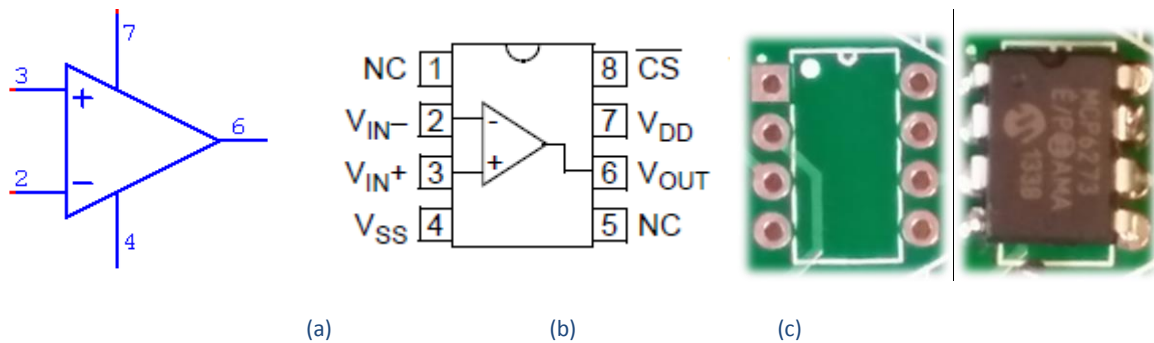 7
3
+
6
2
−
4
NC 1
8 CS
VIN− 2
-
7 VDD
VIN+ 3
+
6 VOUT
VSS 4
5 NC
MCP6273
E/P AMA
1338
(a)
(b)
(c)